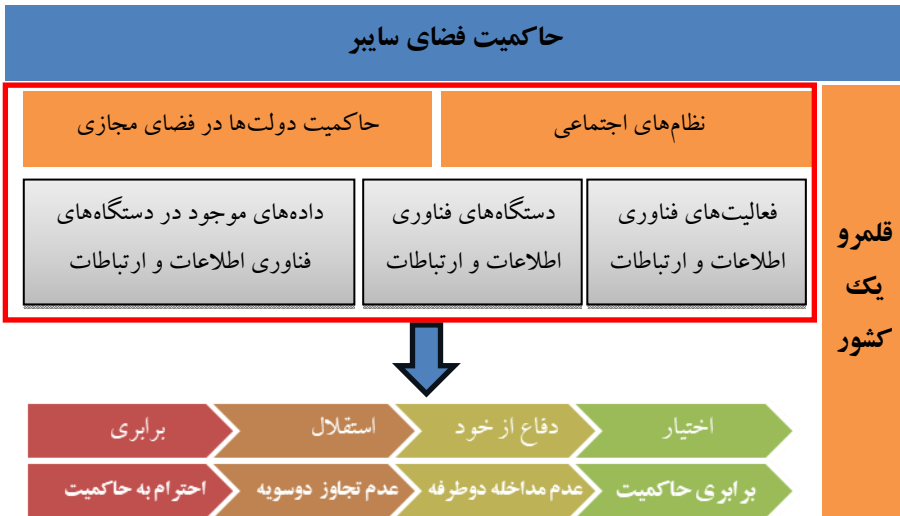 حاکمیت فضای سایبر
نظام‌های اجتماعی
حاکمیت دولت‌ها در فضای مجازی
فعالیت‌های فناوری
اطلاعات و ارتباطات
دستگاه‌های فناوری
اطلاعات و ارتباطات
داده‌های موجود در دستگاه‌های
فناوری اطلاعات و ارتباطات
قلمرو
یک
کشور
اختیار
دفاع از خود
استقلال
برابری
برابری حاکمیت
عدم مداخله دوطرفه
عدم تجاوز دوسویه
احترام به حاکمیت